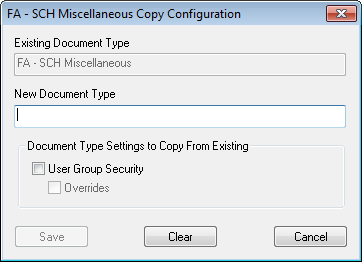 FA - SCH Miscellaneous Copy Configuration
Existing Document Type
FA - SCH Miscellaneous
New Document Type
Document Type Settings to Copy From Existing
User Group Security
Overrides
Save Clear Cancel